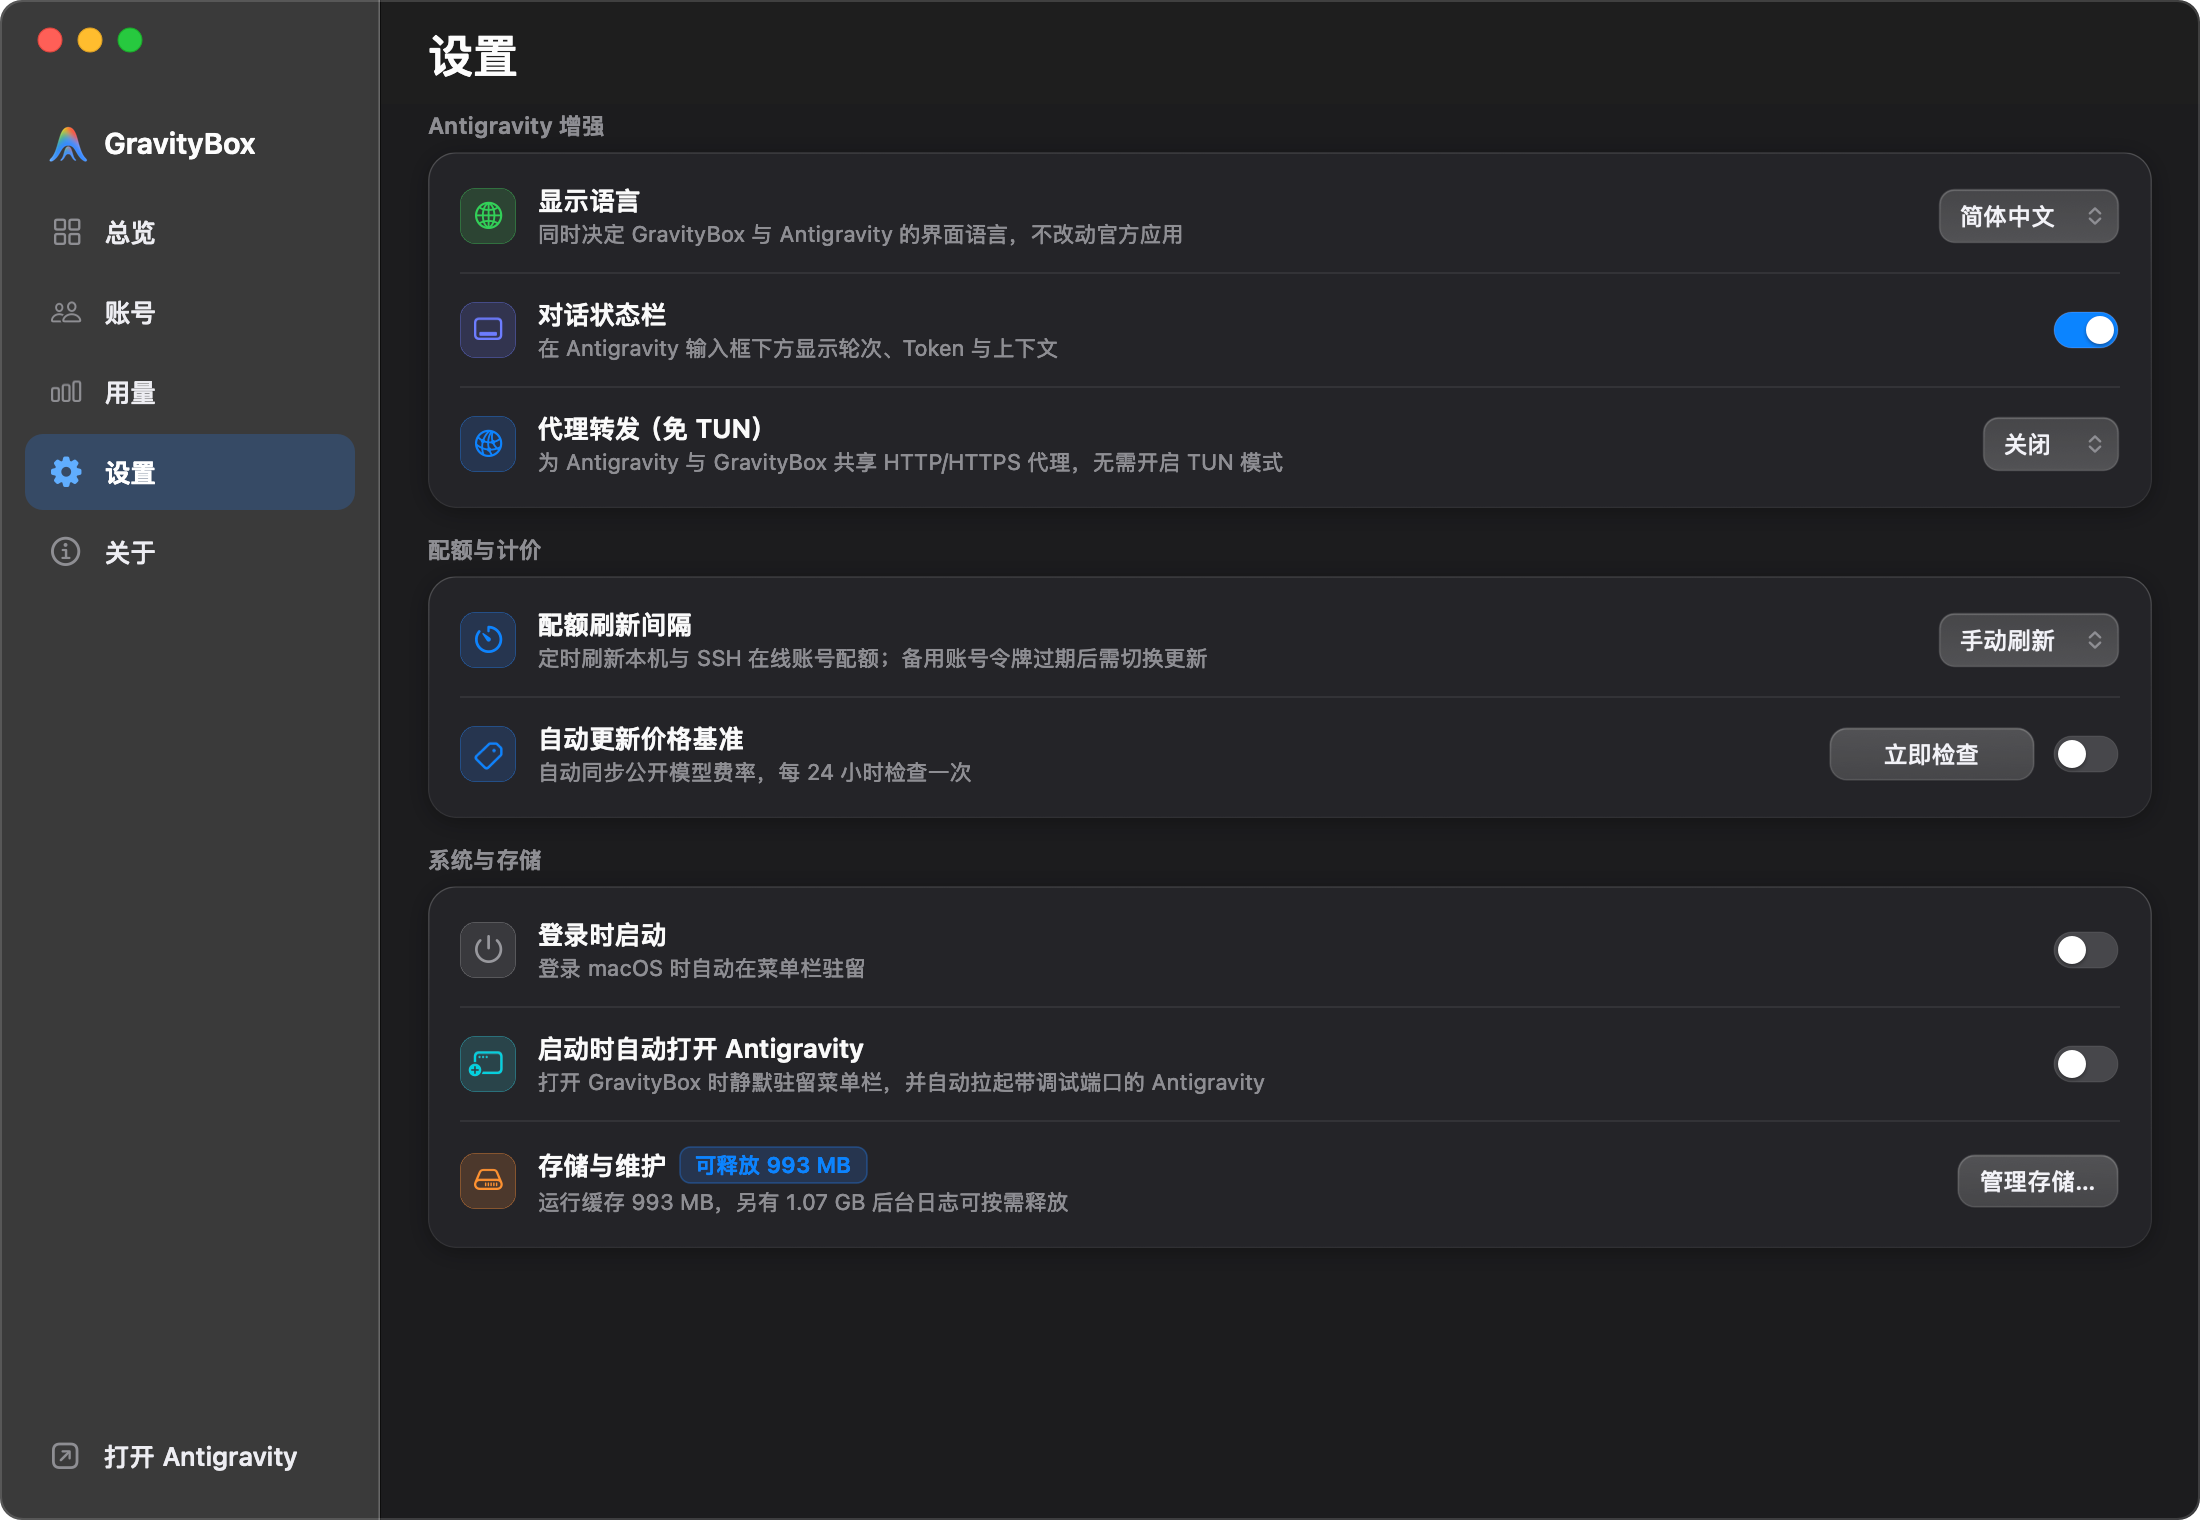 GravityBox
总览
账号
用量
设置
关于
打开 Antigravity
设置
Antigravity 增强
显示语言
同时决定 GravityBox 与 Antigravity 的界面语言，不改动官方应用
简体中文
对话状态栏
在 Antigravity 输入框下方显示轮次、Token 与上下文
代理转发（免 TUN）
为 Antigravity 与 GravityBox 共享 HTTP/HTTPS 代理，无需开启 TUN 模式
关闭
配额与计价
配额刷新间隔
定时刷新本机与 SSH 在线账号配额；备用账号令牌过期后需切换更新
手动刷新
自动更新价格基准
自动同步公开模型费率，每 24 小时检查一次
立即检查
系统与存储
登录时启动
登录 macOS 时自动在菜单栏驻留
启动时自动打开 Antigravity
打开 GravityBox 时静默驻留菜单栏，并自动拉起带调试端口的 Antigravity
存储与维护 可释放 993 MB
运行缓存 993 MB，另有 1.07 GB 后台日志可按需释放
管理存储...